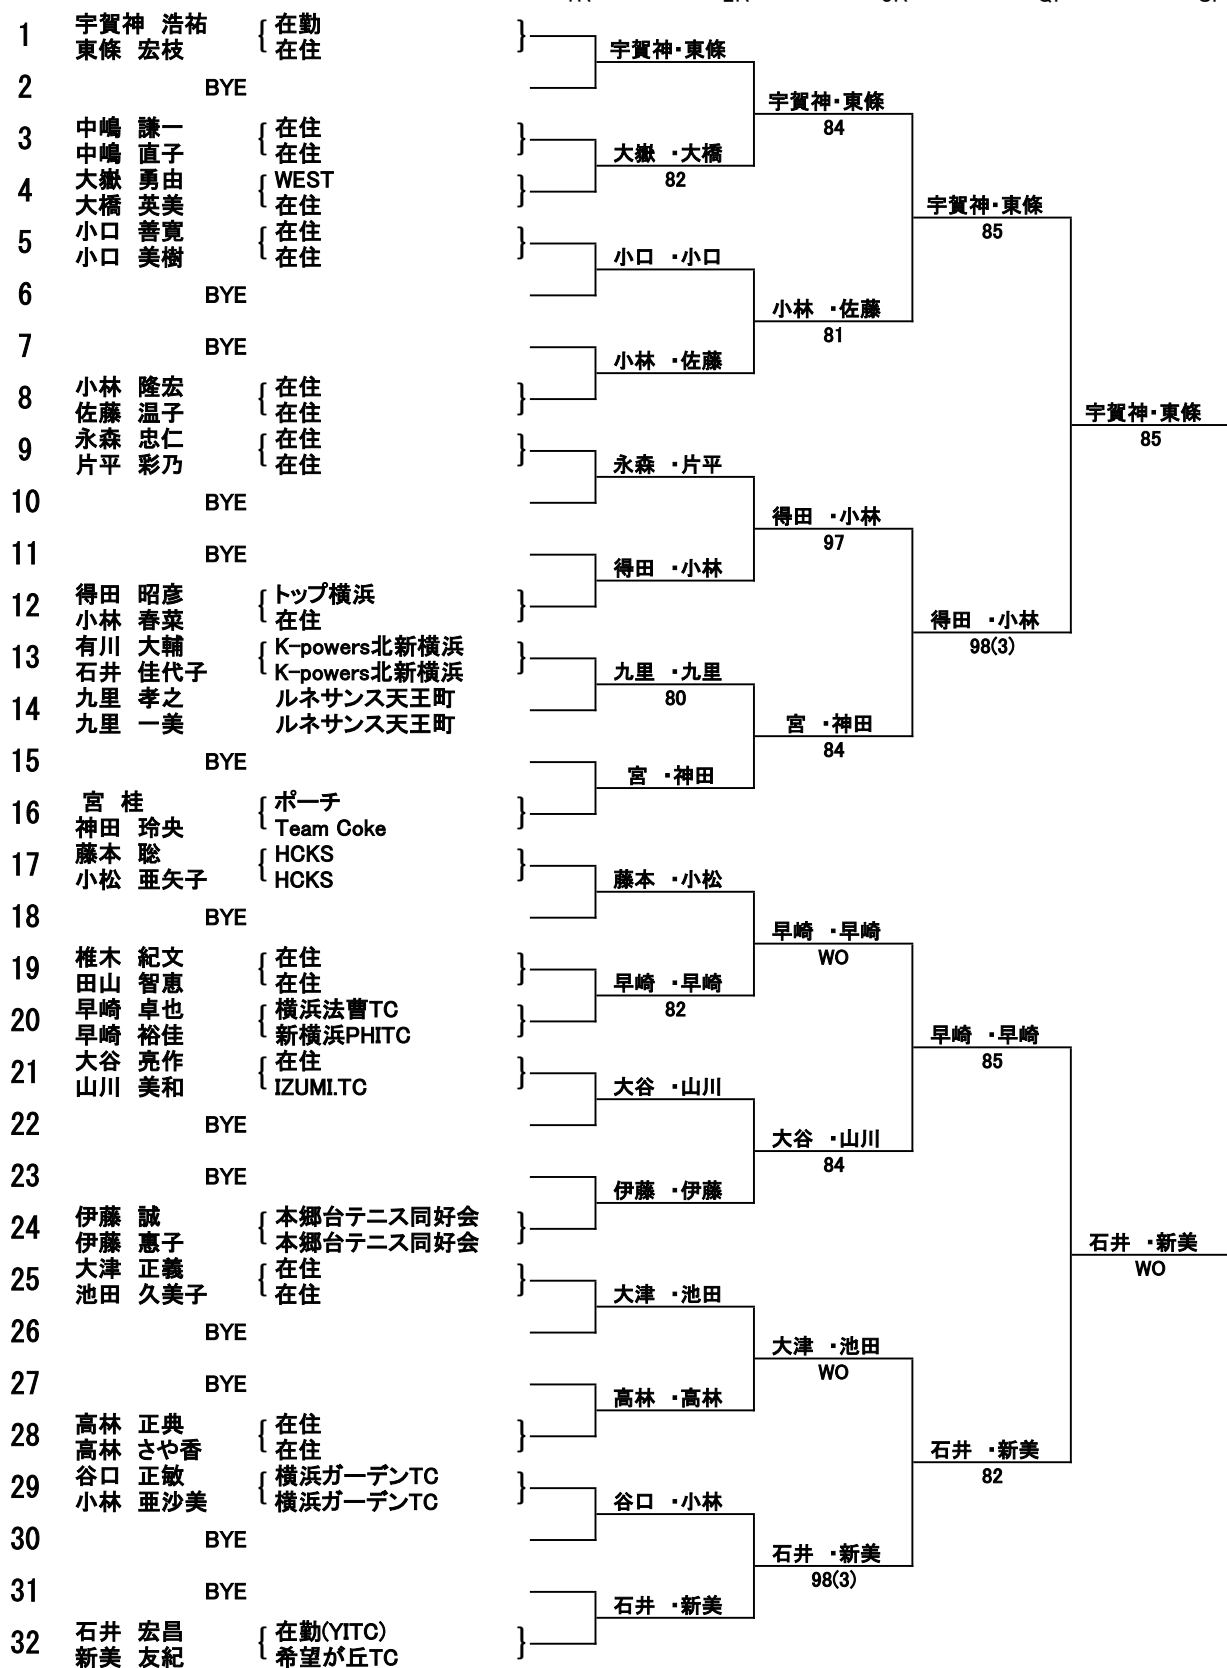 1 宇賀神 浩祐 { 在勤 }
東條 宏枝 在住
宇賀神・東條
2 BYE
宇賀神・東條
84
3 中嶋 謙一 { 在住 }
中嶋 直子 在住
大嶽 ・大橋
82
4 大嶽 勇由 { WEST }
大橋 英美 在住
宇賀神・東條
85
5 小口 善寛 { 在住 }
小口 美樹 在住
小口 ・小口
6 BYE
小林 ・佐藤
81
7 BYE
小林 ・佐藤
8 小林 隆宏 { 在住 }
佐藤 温子 在住
宇賀神・東條
85
9 永森 忠仁 { 在住 }
片平 彩乃 在住
永森 ・片平
10 BYE
得田 ・小林
97
11 BYE
得田 ・小林
12 得田 昭彦 { トップ横浜 }
小林 春菜 在住
得田 ・小林
98(3)
13 有川 大輔 { K-powers北新横浜 }
石井 佳代子 K-powers北新横浜
九里 ・九里
80
14 九里 孝之 ルネサンス天王町
九里 一美 ルネサンス天王町
宮 ・神田
84
15 BYE
宮 ・神田
16 宮 桂 { ポーチ }
神田 玲央 Team Coke
17 藤本 聡 { HCKS }
小松 亜矢子 HCKS
藤本 ・小松
18 BYE
早崎 ・早崎
WO
19 椎木 紀文 { 在住 }
田山 智恵 在住
早崎 ・早崎
82
20 早崎 卓也 { 横浜法曹TC }
早崎 裕佳 新横浜PHITC
早崎 ・早崎
85
21 大谷 亮作 { 在住 }
山川 美和 IZUMI.TC
大谷 ・山川
22 BYE
大谷 ・山川
84
23 BYE
伊藤 ・伊藤
24 伊藤 誠 { 本郷台テニス同好会 }
伊藤 惠子 本郷台テニス同好会
石井 ・新美
WO
25 大津 正義 { 在住 }
池田 久美子 在住
大津 ・池田
26 BYE
大津 ・池田
WO
27 BYE
高林 ・高林
28 高林 正典 { 在住 }
高林 さや香 在住
石井 ・新美
82
29 谷口 正敏 { 横浜ガーデンTC }
小林 亜沙美 横浜ガーデンTC
谷口 ・小林
30 BYE
石井 ・新美
98(3)
31 BYE
石井 ・新美
32 石井 宏昌 { 在勤(YITC) }
新美 友紀 希望が丘TC